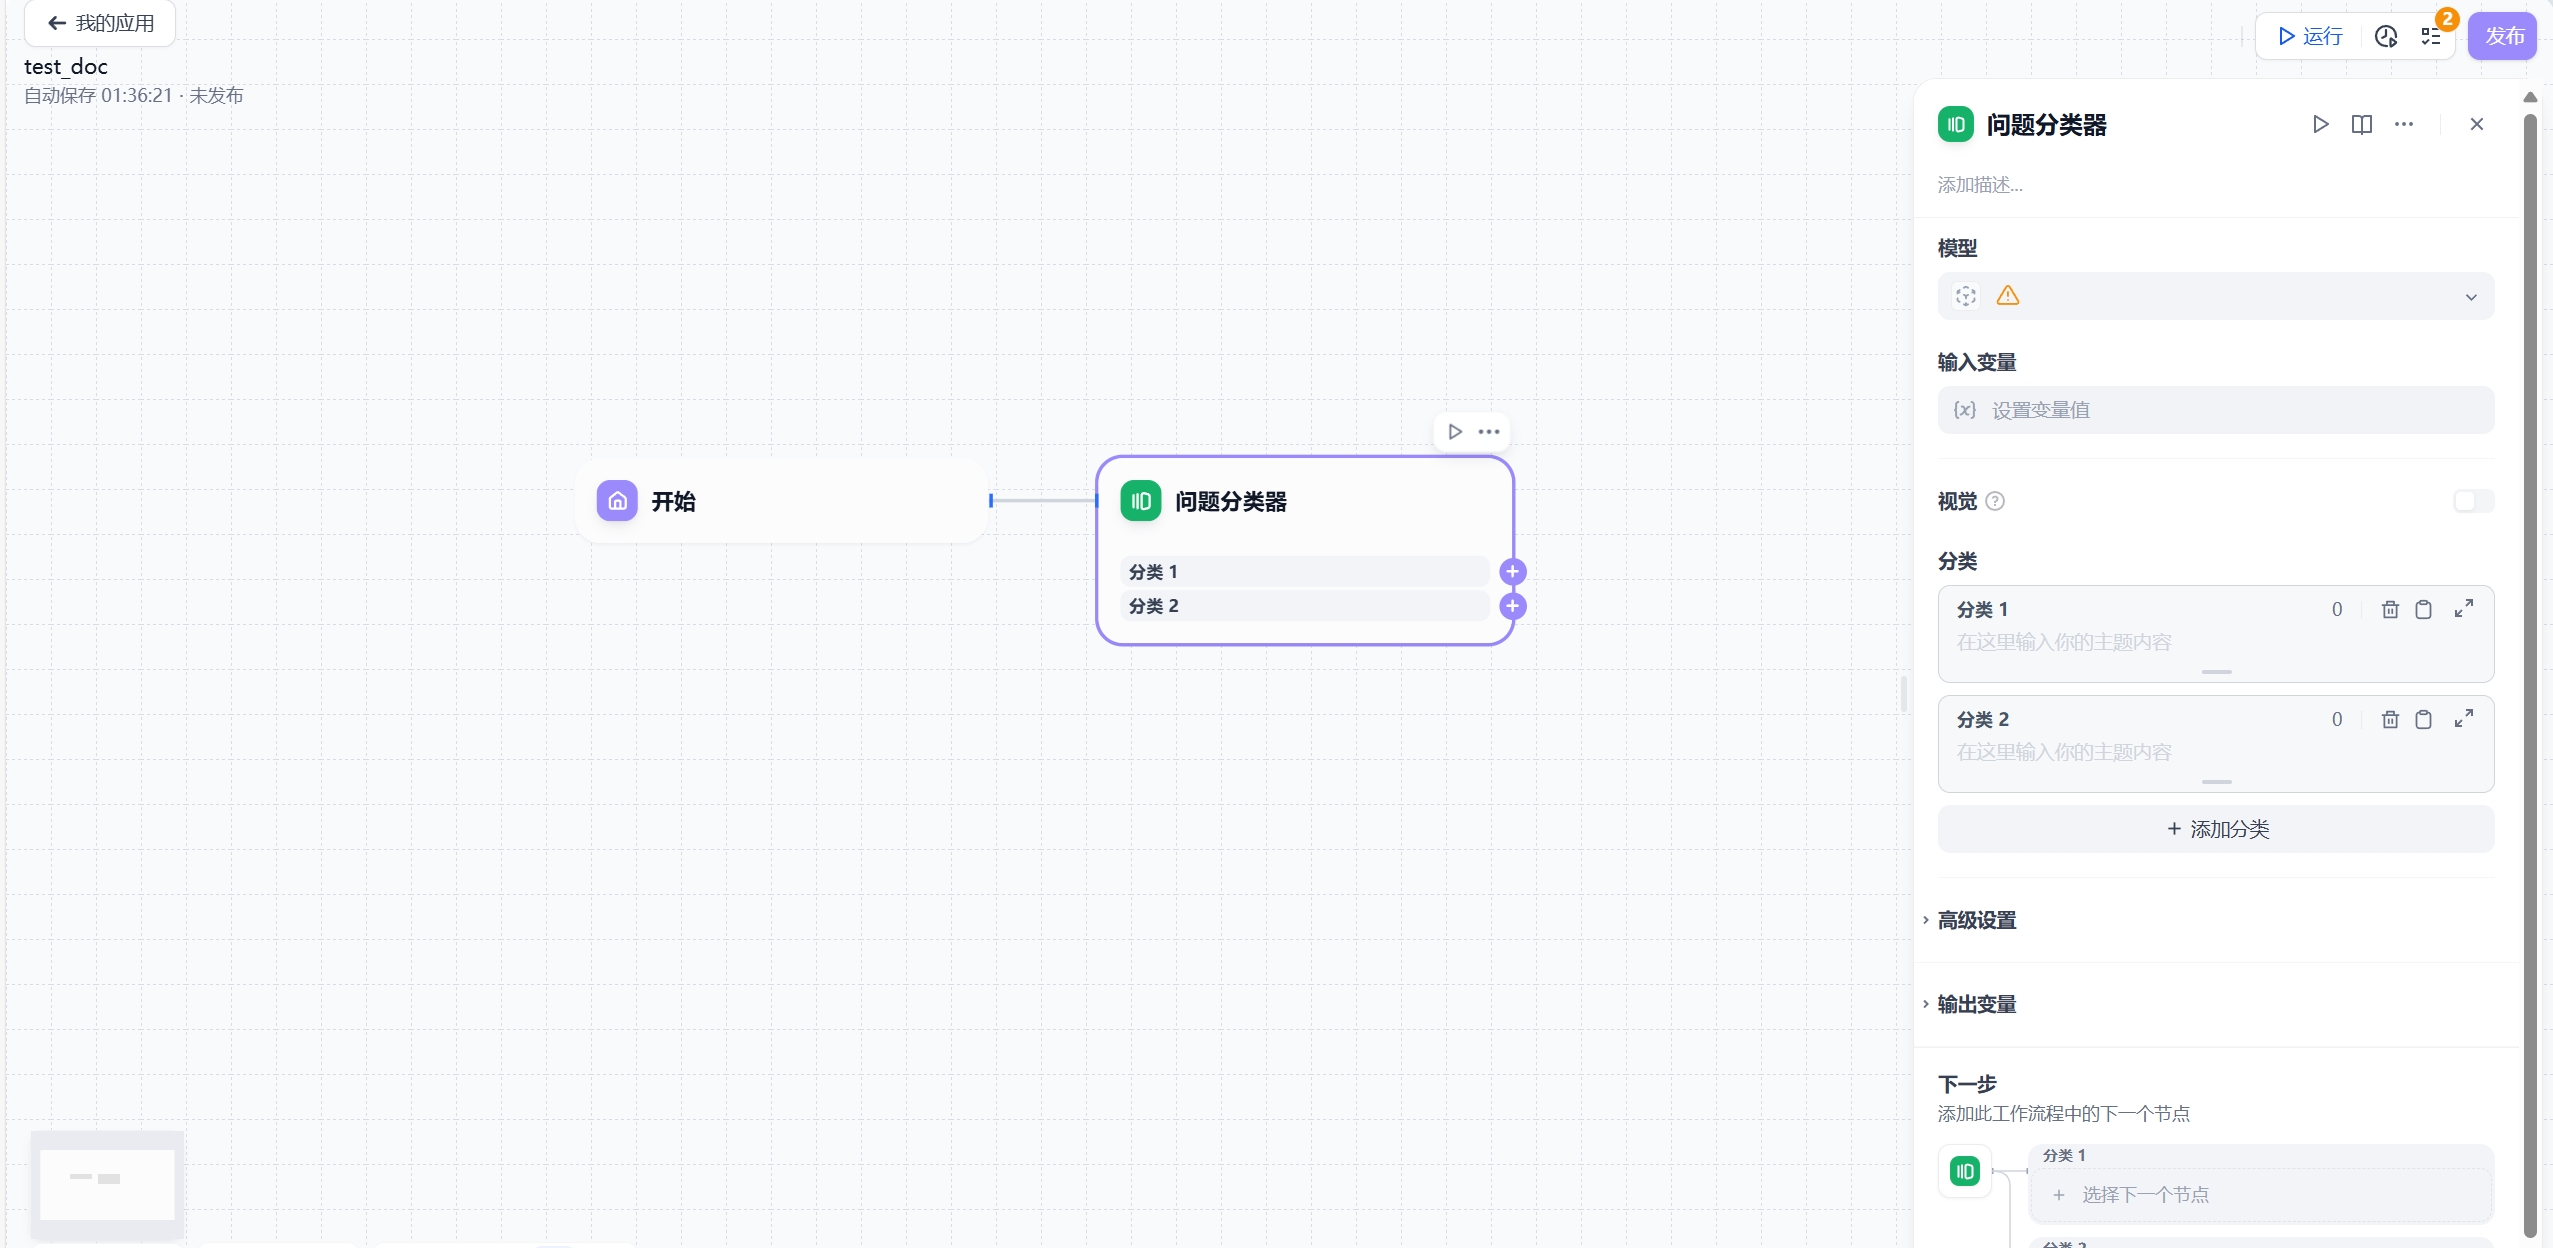 我的应用
test_doc
自动保存 01:36:21 · 未发布
运行
2
发布
开始
问题分类器
分类 1
分类 2
问题分类器
添加描述...
模型
输入变量
{x} 设置变量值
视觉
分类
分类 1
0
在这里输入你的主题内容
分类 2
0
在这里输入你的主题内容
+ 添加分类
高级设置
输出变量
下一步
添加此工作流程中的下一个节点
分类 1
+ 选择下一个节点
分类 2